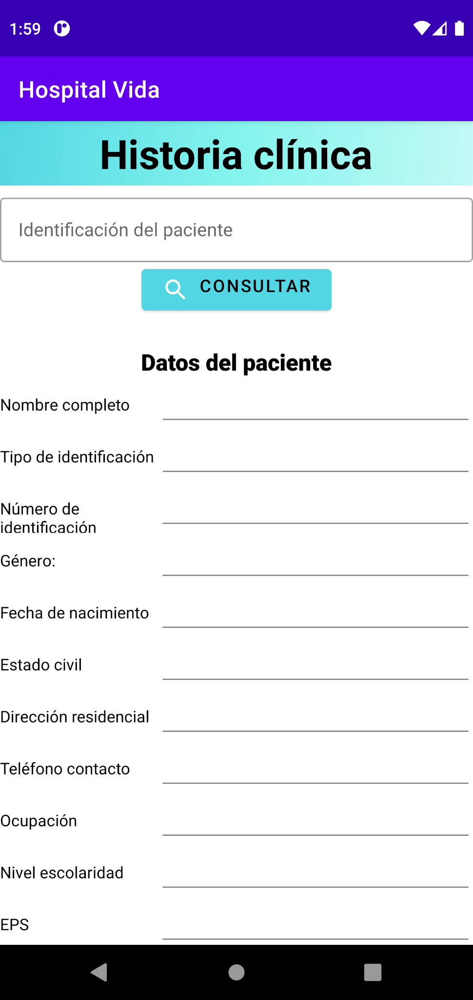 1:59
Hospital Vida
Historia clínica
Identificación del paciente
CONSULTAR
Datos del paciente
Nombre completo
Tipo de identificación
Número de
identificación
Género:
Fecha de nacimiento
Estado civil
Dirección residencial
Teléfono contacto
Ocupación
Nivel escolaridad
EPS